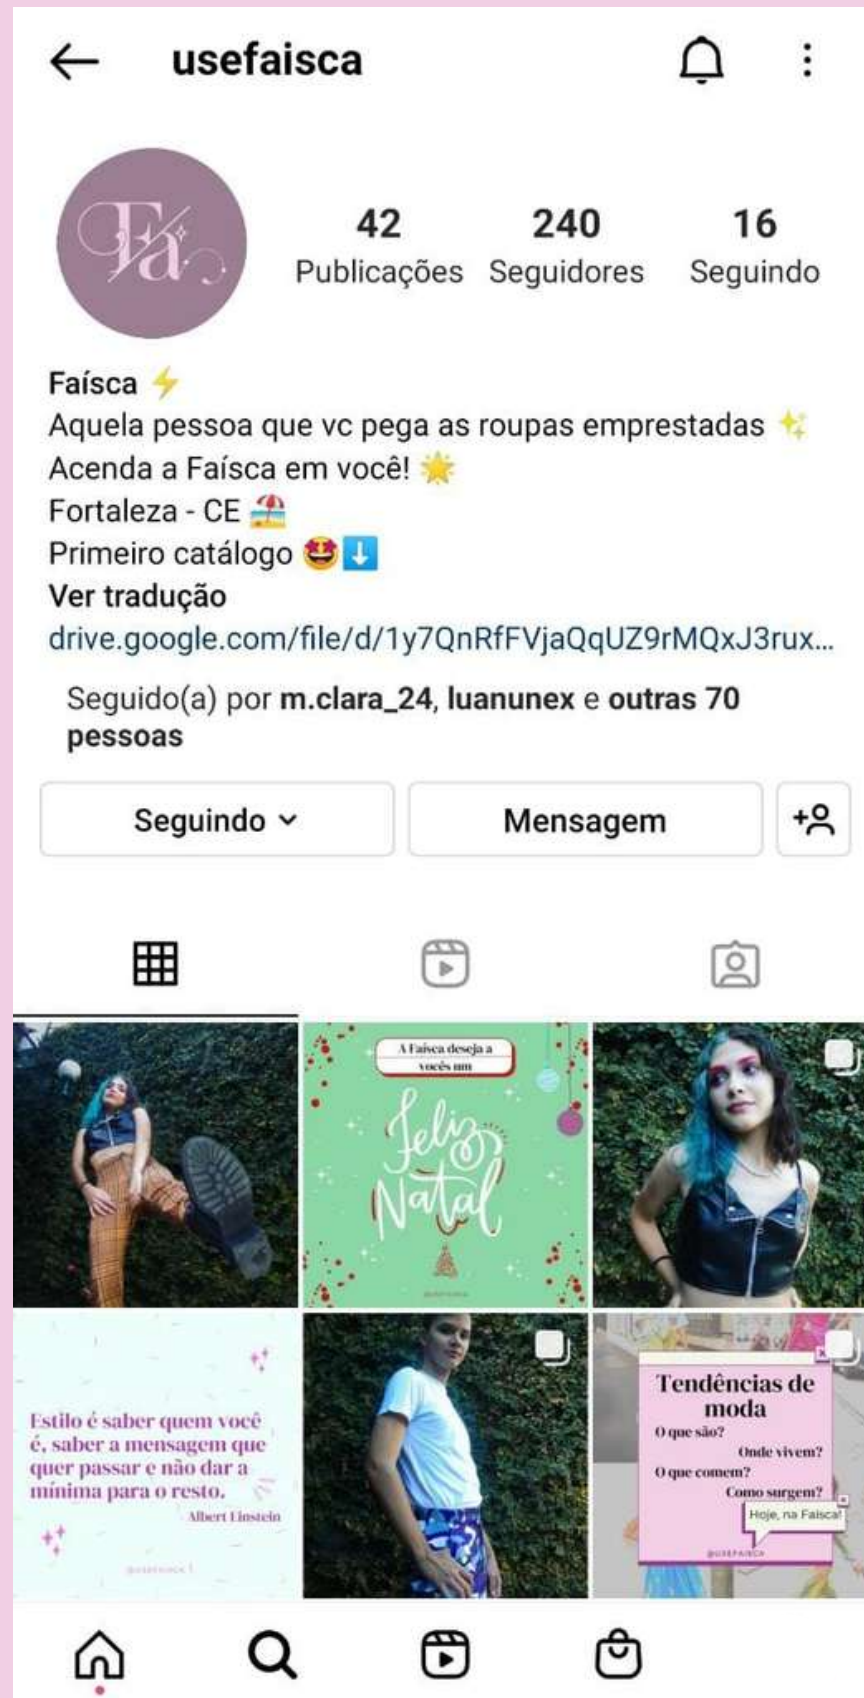 usefaisca
Fa
42
240
16
Publicações
Seguidores
Seguindo
Faísca
Aquela pessoa que vc pega as roupas emprestadas
Acenda a Faísca em você!
Fortaleza - CE
Primeiro catálogo
Ver tradução
drive.google.com/file/d/1y7QnRfFVjaQqUZ9rMQxJ3rux...
Seguido(a) por m.clara_24, luanunex e outras 70
pessoas
Seguindo
Mensagem
A Faísca deseja a
vocês um
Feliz
Natal
@USEFAISCA
Estilo é saber quem você
é, saber a mensagem que
quer passar e não dar a
mínima para o resto.
Albert Einstein
@USEFAISCA
Tendências de
moda
O que são?
Onde vivem?
O que comem?
Como surgem?
Hoje, na Faísca!
@USEFAISCA